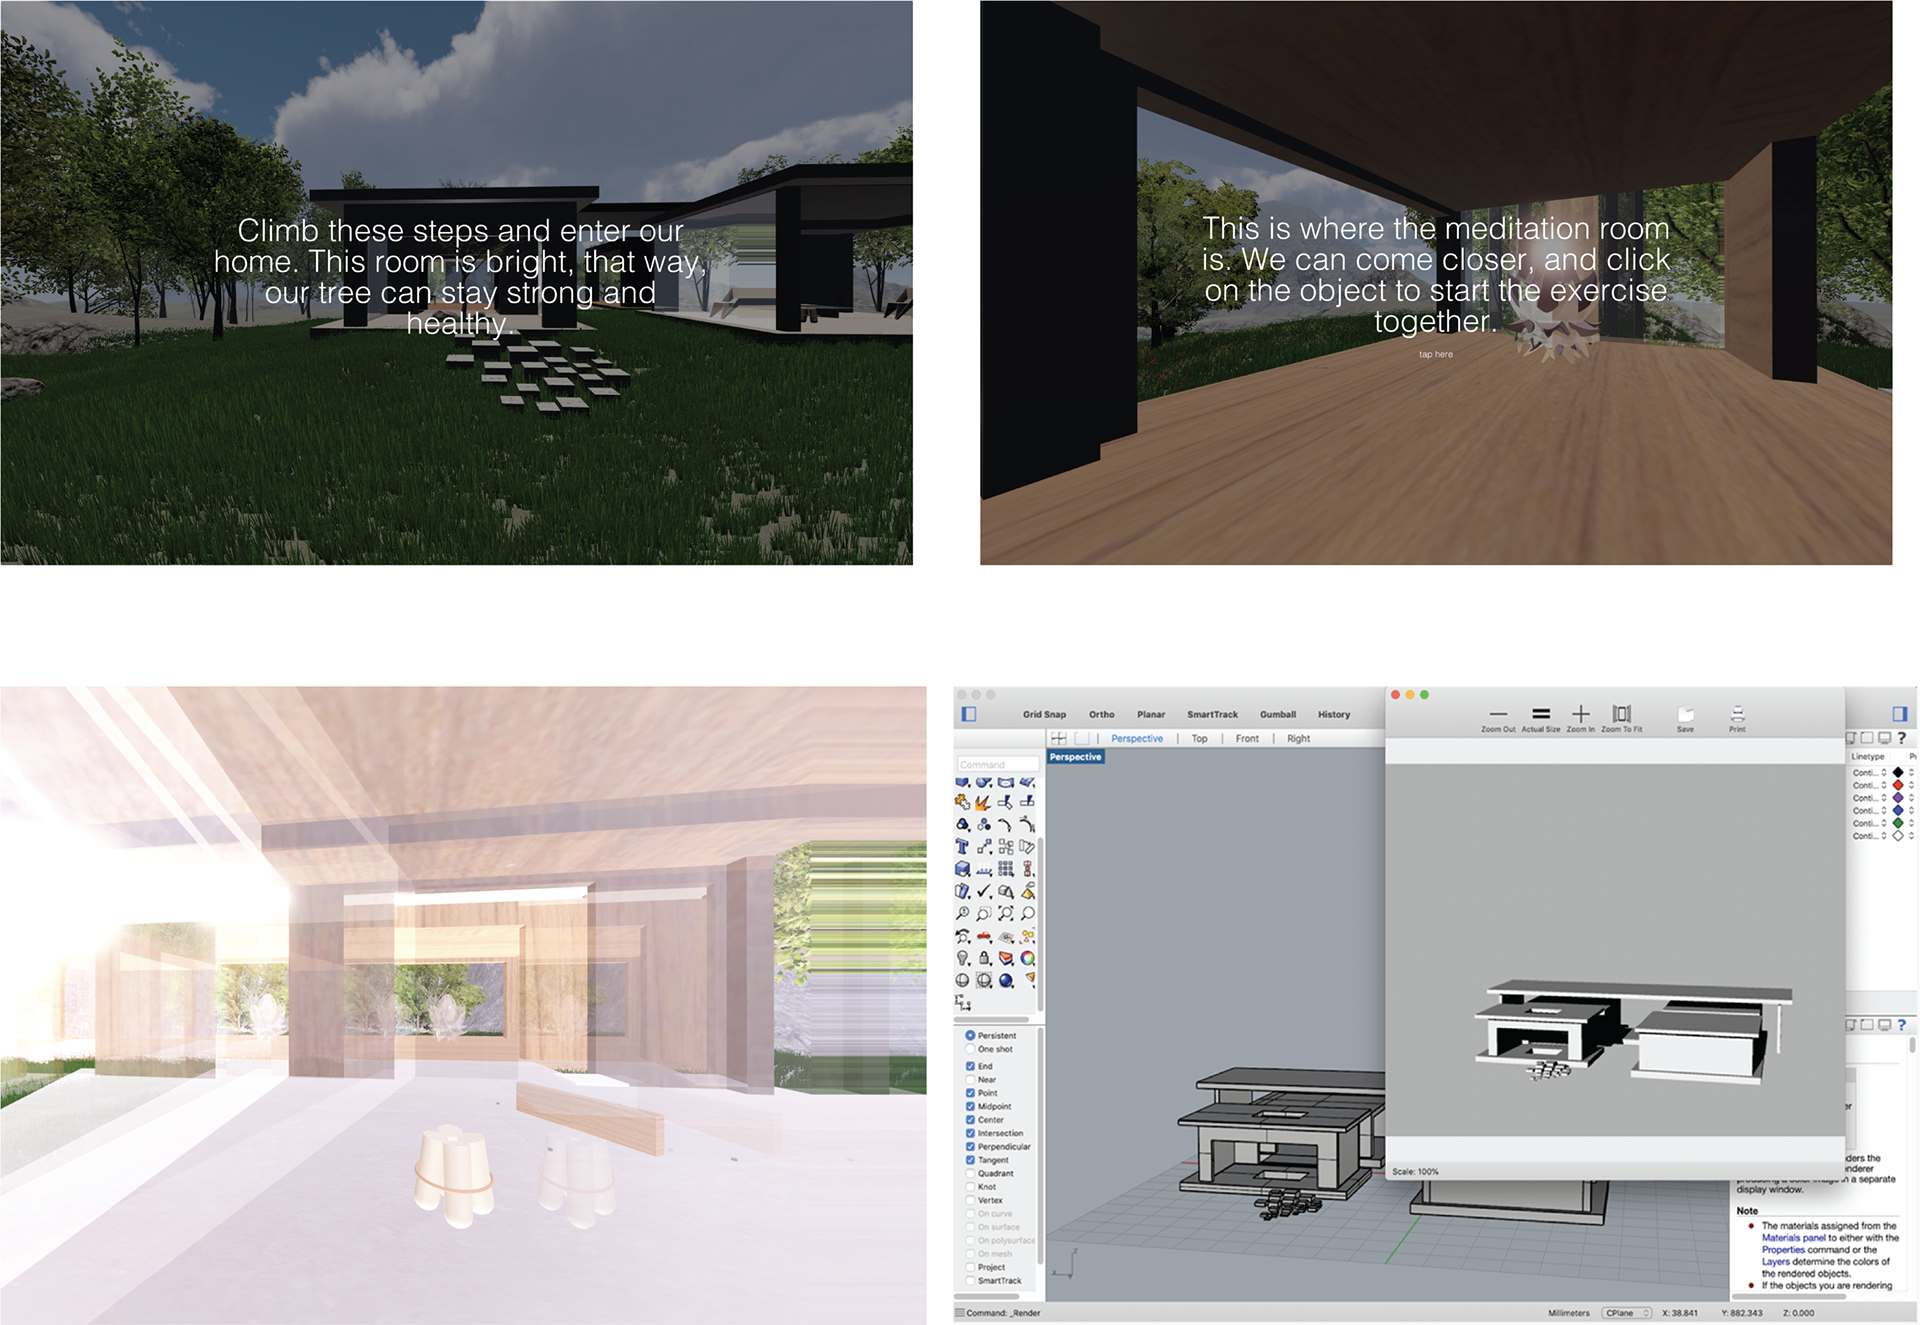 Climb these steps and enter our
home. This room is bright, that way,
our tree can stay strong and
healthy.
This is where the meditation room
is. We can come closer, and click
on the object to start the exercise
together.
tap here
Grid Snap Ortho Planar SmartTrack Gumball History
Perspective | Top | Front | Right
Perspective
Command
Persistent
One shot
End
Near
Point
Midpoint
Center
Intersection
Perpendicular
Tangent
Quadrant
Knot
Vertex
On curve
On surface
On polysurface
On mesh
Project
SmartTrack
Zoom Out Actual Size Zoom In Zoom To Fit Save Print
Scale: 100%
Linetype
Conti...
Conti...
Conti...
Conti...
Conti...
Conti...
display window.
Note
The materials assigned from the
Materials panel to either with the
Properties command or the
Layers determine the colors of
the rendered objects.
If the objects you are rendering
Command: _Render
Millimeters CPlane X: 38.841 Y: 882.343 Z: 0.000